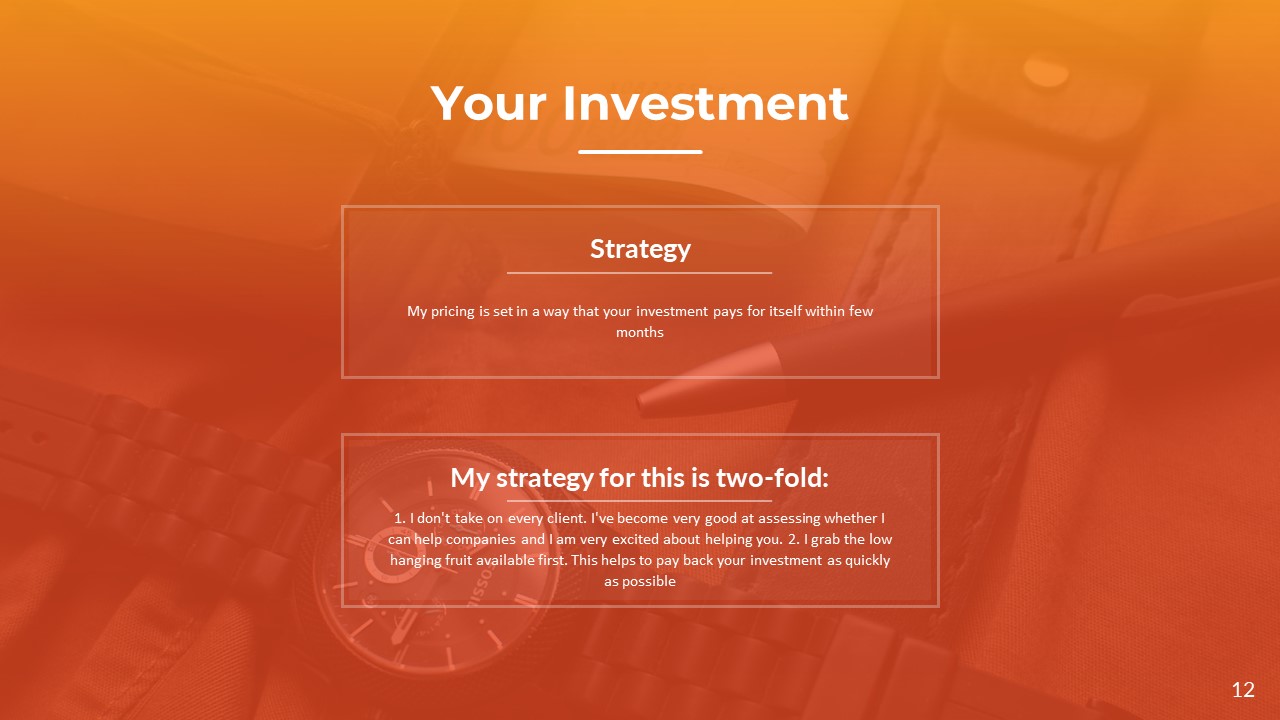 Your Investment
Strategy
My pricing is set in a way that your investment pays for itself within few
months
My strategy for this is two-fold:
1. I don't take on every client. I've become very good at assessing whether I
can help companies and I am very excited about helping you. 2. I grab the low
hanging fruit available first. This helps to pay back your investment as quickly
as possible
FOSSIL
12